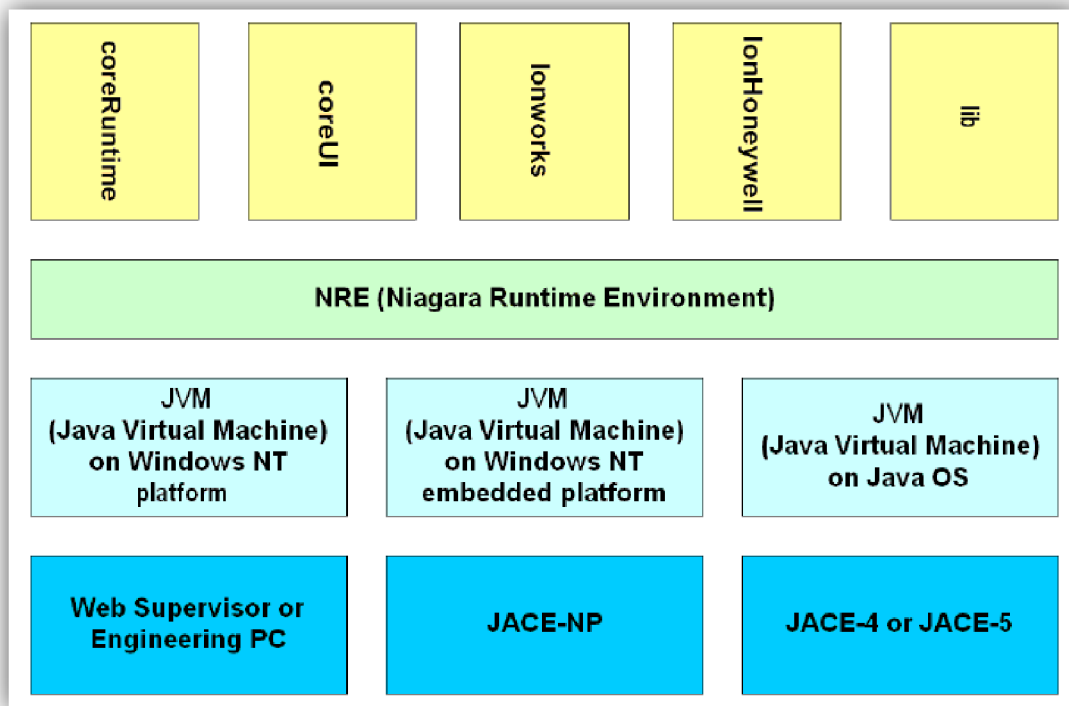 coreRuntime
coreUI
lonworks
lonHoneywell
lib
NRE (Niagara Runtime Environment)
JVM
(Java Virtual Machine)
on Windows NT
platform
JVM
(Java Virtual Machine)
on Windows NT
embedded platform
JVM
(Java Virtual Machine)
on Java OS
Web Supervisor or
Engineering PC
JACE-NP
JACE-4 or JACE-5